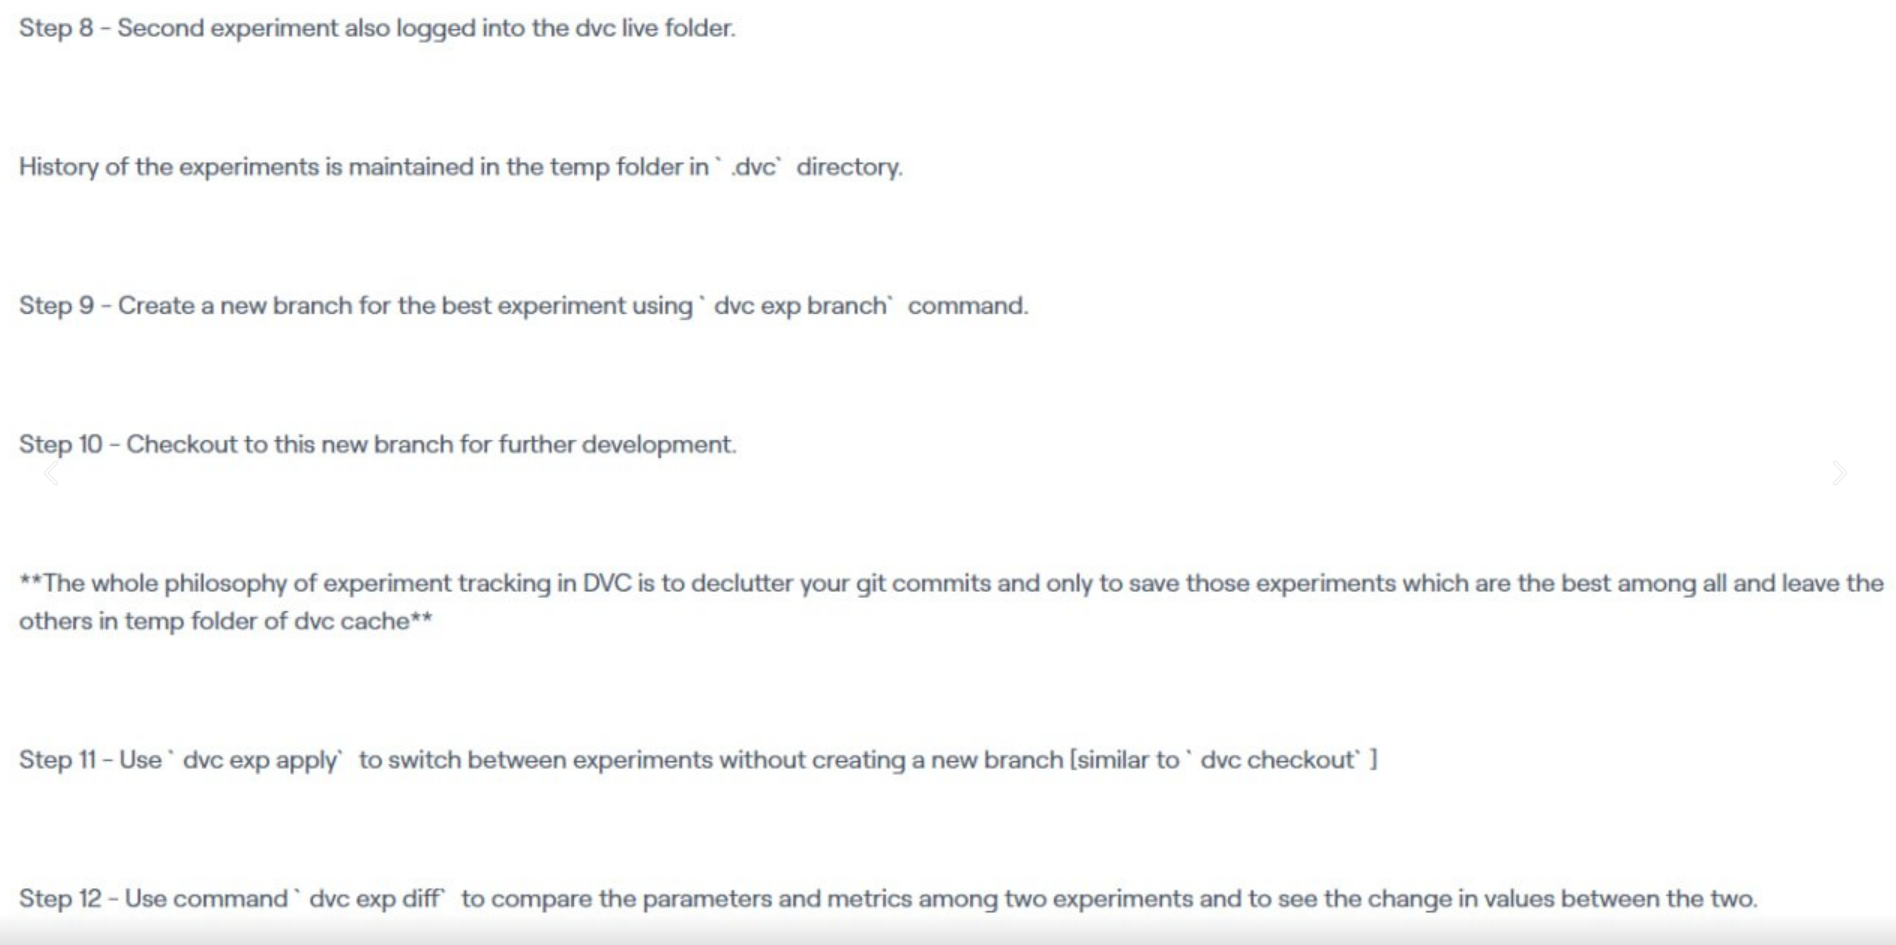 Step 8 - Second experiment also logged into the dvc live folder.
History of the experiments is maintained in the temp folder in ` .dvc` directory.
Step 9 - Create a new branch for the best experiment using ` dvc exp branch` command.
Step 10 - Checkout to this new branch for further development.
**The whole philosophy of experiment tracking in DVC is to declutter your git commits and only to save those experiments which are the best among all and leave the
others in temp folder of dvc cache**
Step 11 - Use ` dvc exp apply` to switch between experiments without creating a new branch [similar to ` dvc checkout` ]
Step 12 - Use command ` dvc exp diff` to compare the parameters and metrics among two experiments and to see the change in values between the two.